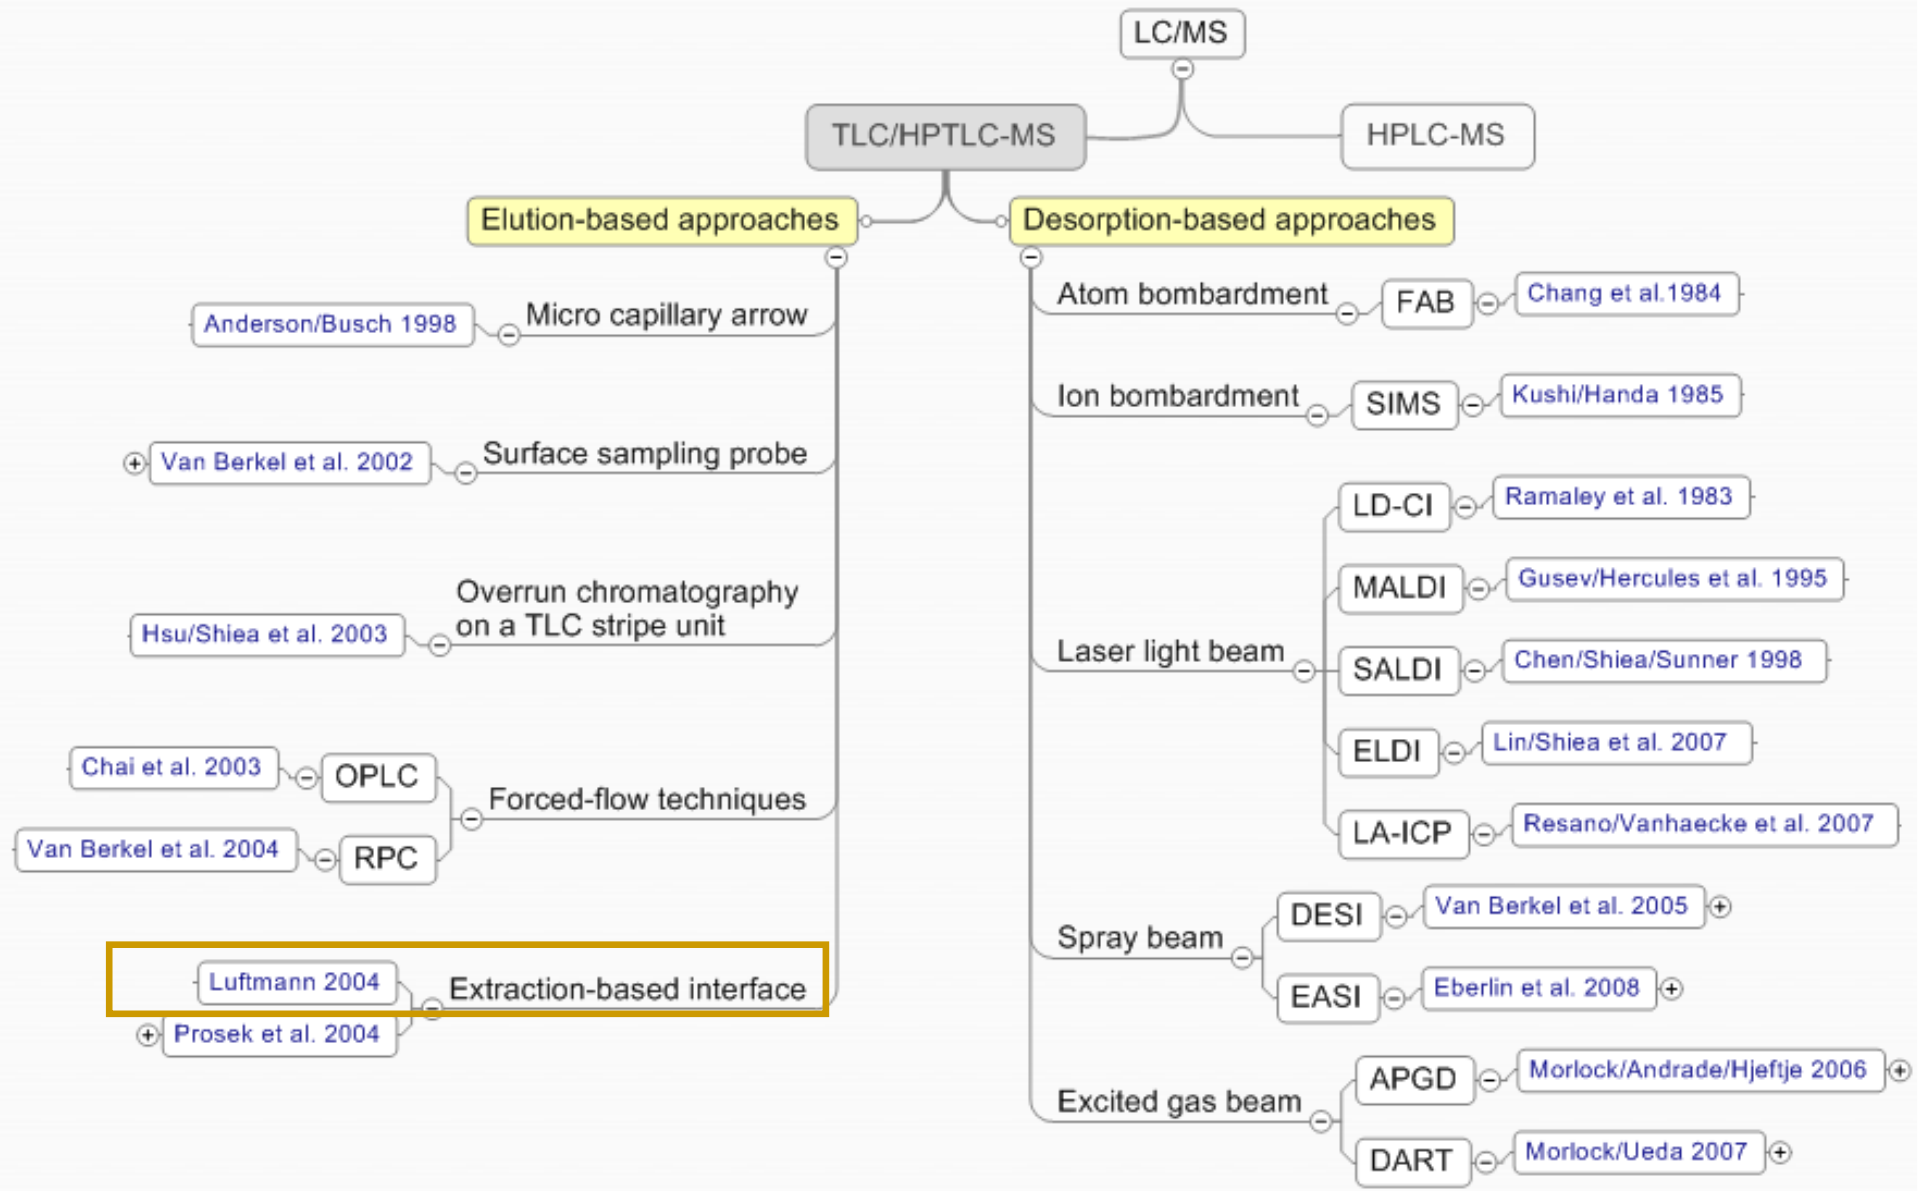 LC/MS
TLC/HPTLC-MS
HPLC-MS
Elution-based approaches
Micro capillary arrow
Anderson/Busch 1998
Surface sampling probe
Van Berkel et al. 2002
Overrun chromatography
on a TLC stripe unit
Hsu/Shiea et al. 2003
Forced-flow techniques
OPLC
Chai et al. 2003
RPC
Van Berkel et al. 2004
Extraction-based interface
Luftmann 2004
Prosek et al. 2004
Desorption-based approaches
Atom bombardment
FAB
Chang et al.1984
Ion bombardment
SIMS
Kushi/Handa 1985
Laser light beam
LD-CI
Ramaley et al. 1983
MALDI
Gusev/Hercules et al. 1995
SALDI
Chen/Shiea/Sunner 1998
ELDI
Lin/Shiea et al. 2007
LA-ICP
Resano/Vanhaecke et al. 2007
Spray beam
DESI
Van Berkel et al. 2005
EASI
Eberlin et al. 2008
Excited gas beam
APGD
Morlock/Andrade/Hjeftje 2006
DART
Morlock/Ueda 2007